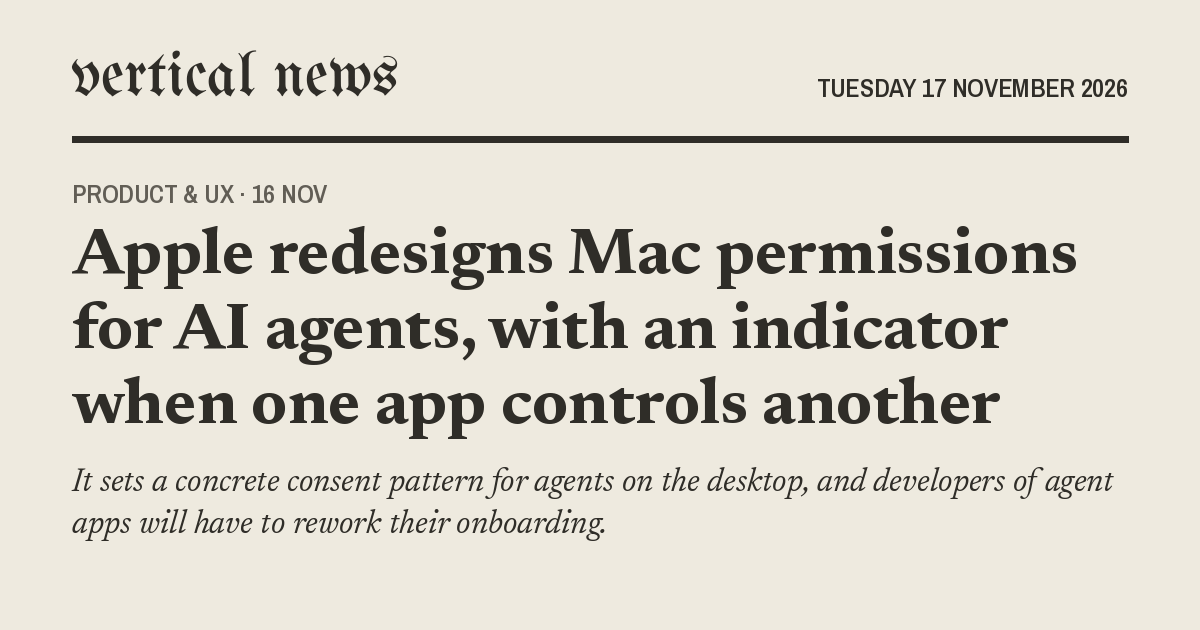 vertical news
TUESDAY 17 NOVEMBER 2026
PRODUCT & UX · 16 NOV
Apple redesigns Mac permissions
for AI agents, with an indicator
when one app controls another
It sets a concrete consent pattern for agents on the desktop, and developers of agent
apps will have to rework their onboarding.